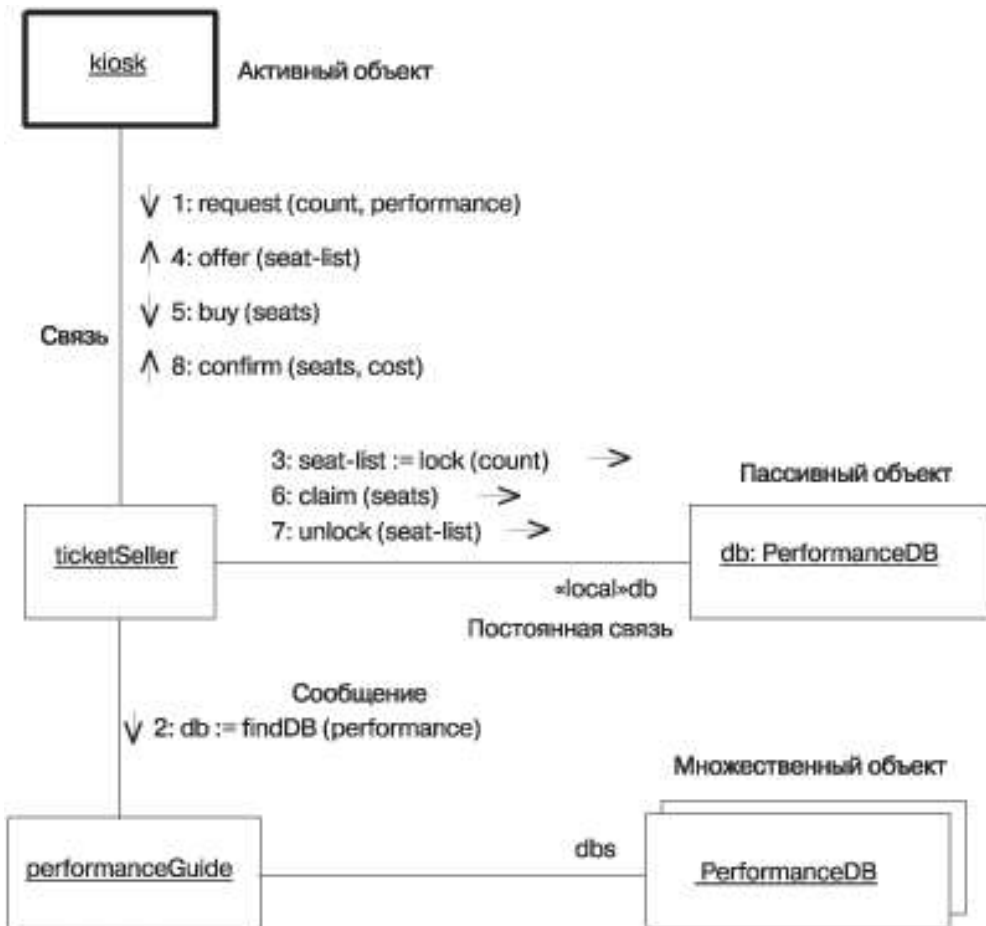 kiosk
Активный объект
1: request (count, performance)
4: offer (seat-list)
5: buy (seats)
Связь
8: confirm (seats, cost)
3: seat-list := lock (count)
6: claim (seats)
7: unlock (seat-list)
Пассивный объект
ticketSeller
db: PerformanceDB
«local»db
Постоянная связь
Сообщение
2: db := findDB (performance)
Множественный объект
performanceGuide
dbs
PerformanceDB